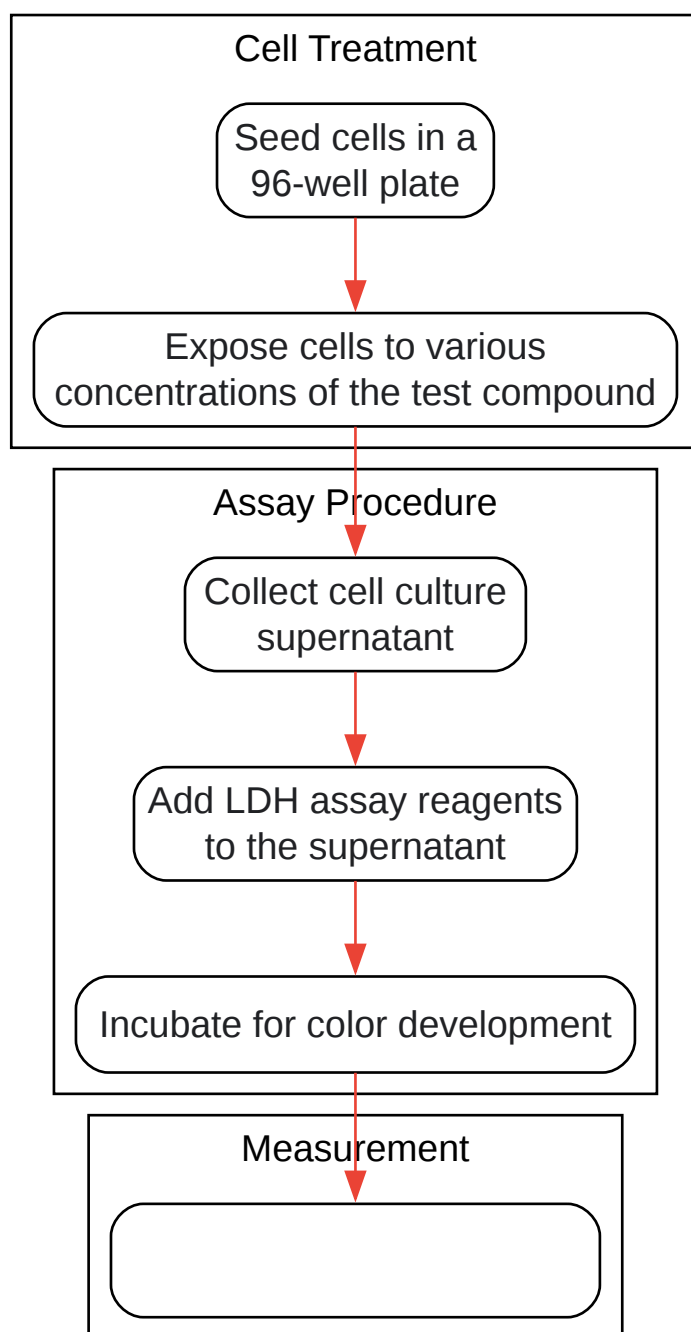 Cell Treatment
Seed cells in a
96-well plate
Expose cells to various
concentrations of the test compound
Assay Procedure
Collect cell culture
supernatant
Add LDH assay reagents
to the supernatant
Incubate for color development
Measurement